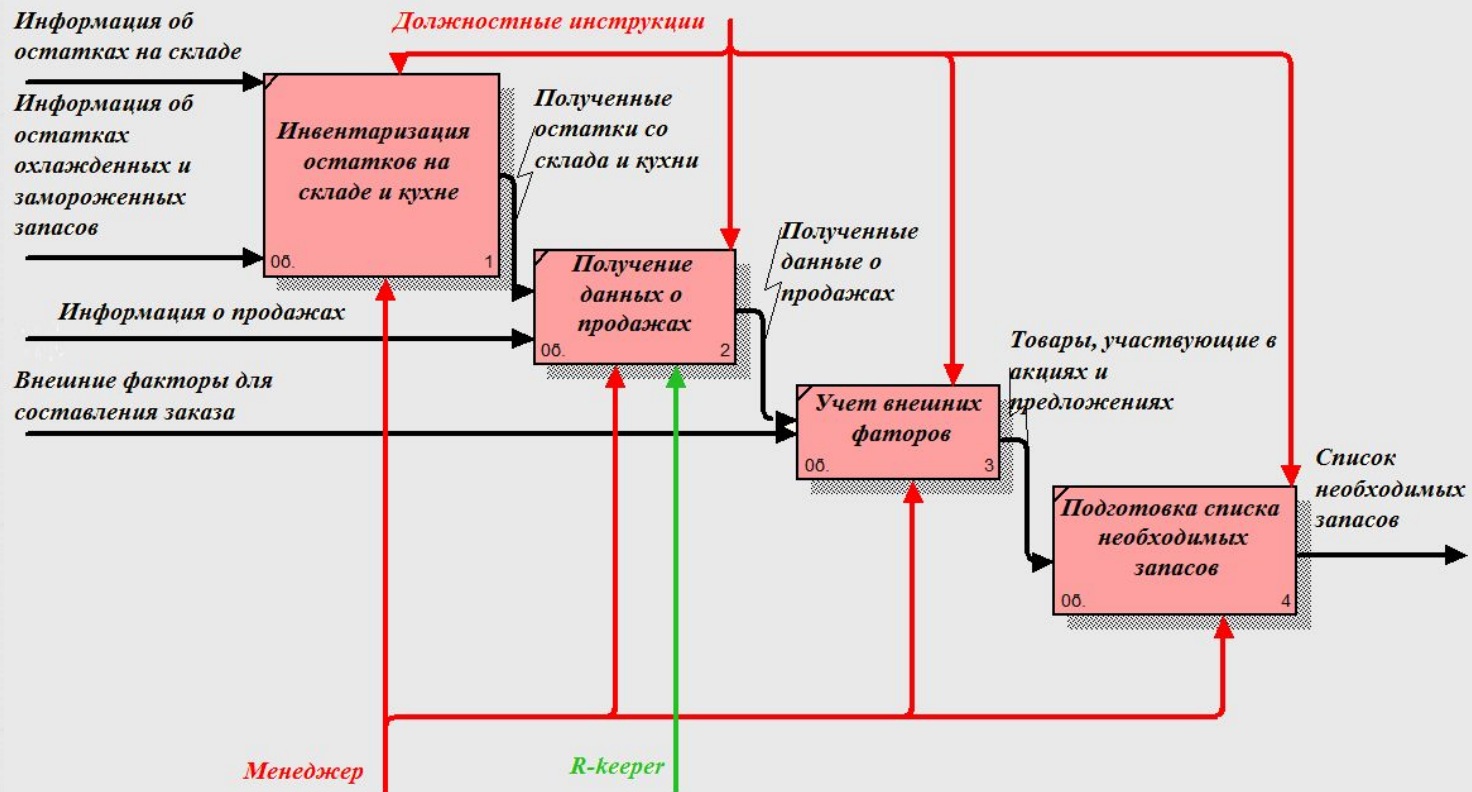 Информация об
остатках на складе
Должностные инструкции
Информация об
остатках
охлажденных и
замороженных
запасов
Инвентаризация
остатков на
складе и кухне
0б.
1
Полученные
остатки со
склада и кухни
Информация о продажах
Получение
данных о
продажах
0б.
2
Полученные
данные о
продажах
Внешние факторы для
составления заказа
Учет внешних
фаторов
0б.
3
Товары, участвующие в
акциях и
предложениях
Подготовка списка
необходимых
запасов
0б.
4
Список
необходимых
запасов
Менеджер
R-keeper